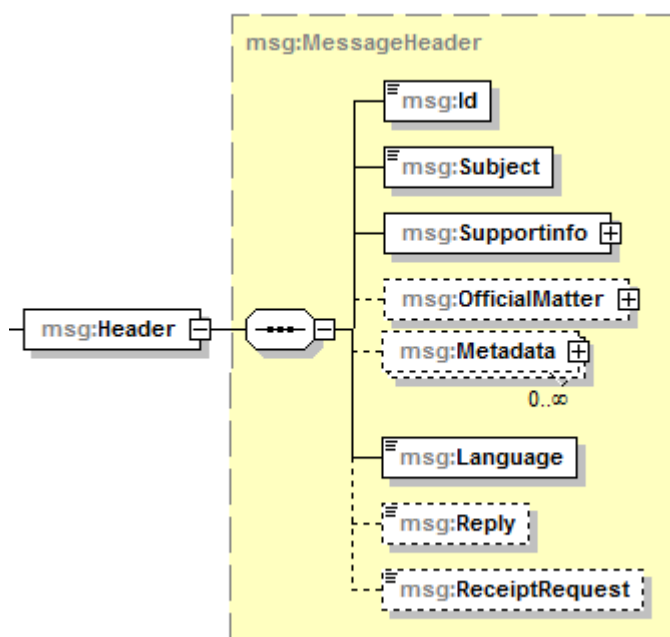 msg:MessageHeader
msg:Id
msg:Subject
msg:Supportinfo
msg:OfficialMatter
msg:Header
msg:Metadata
0..∞
msg:Language
msg:Reply
msg:ReceiptRequest